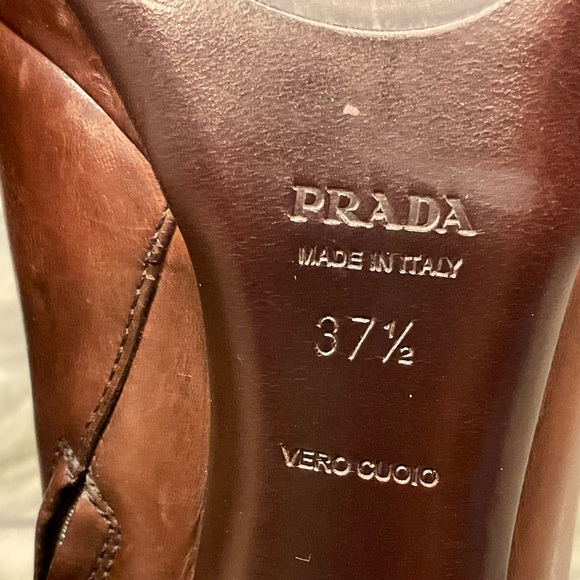 PRADA
MADE IN ITALY
37½
VERO CUOIO